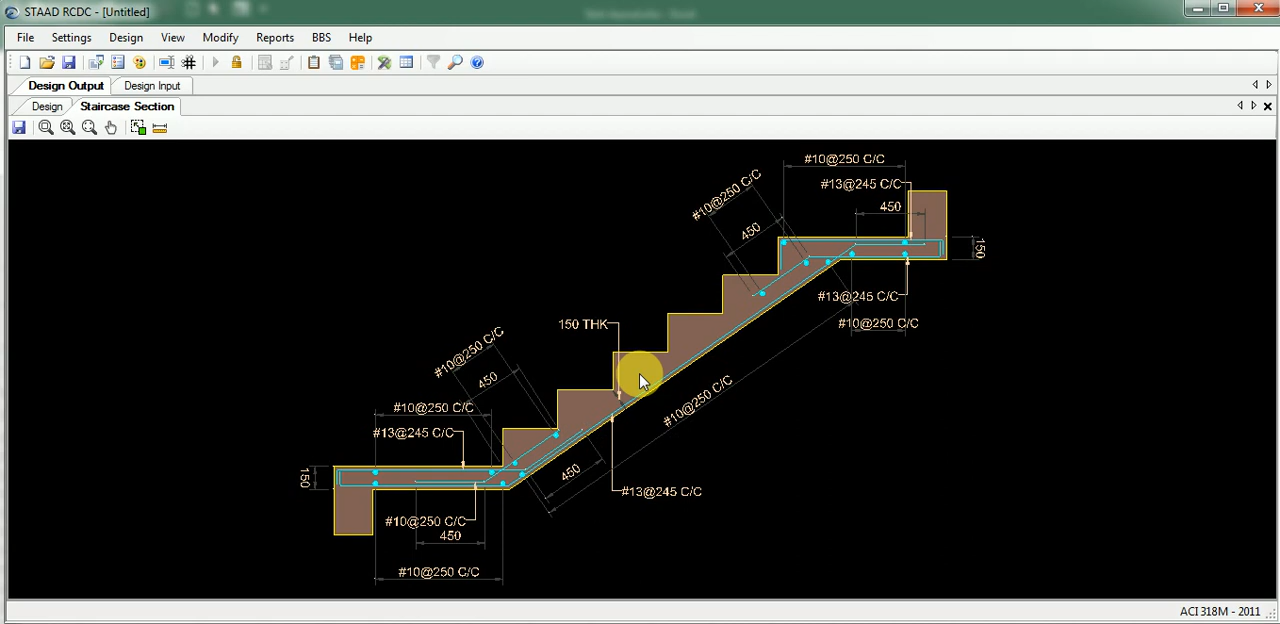 STAAD RCDC - [Untitled]
File Settings Design View Modify Reports BBS Help
Design Output Design Input
Design Staircase Section
#10@250 C/C
#13@245 C/C
#10@250 C/C
450
450
150
#13@245 C/C
#10@250 C/C
150 THK
#10@250 C/C
450
#10@250 C/C
#10@250 C/C
#13@245 C/C
150
450
#13@245 C/C
#10@250 C/C
450
#10@250 C/C
ACI 318M - 2011